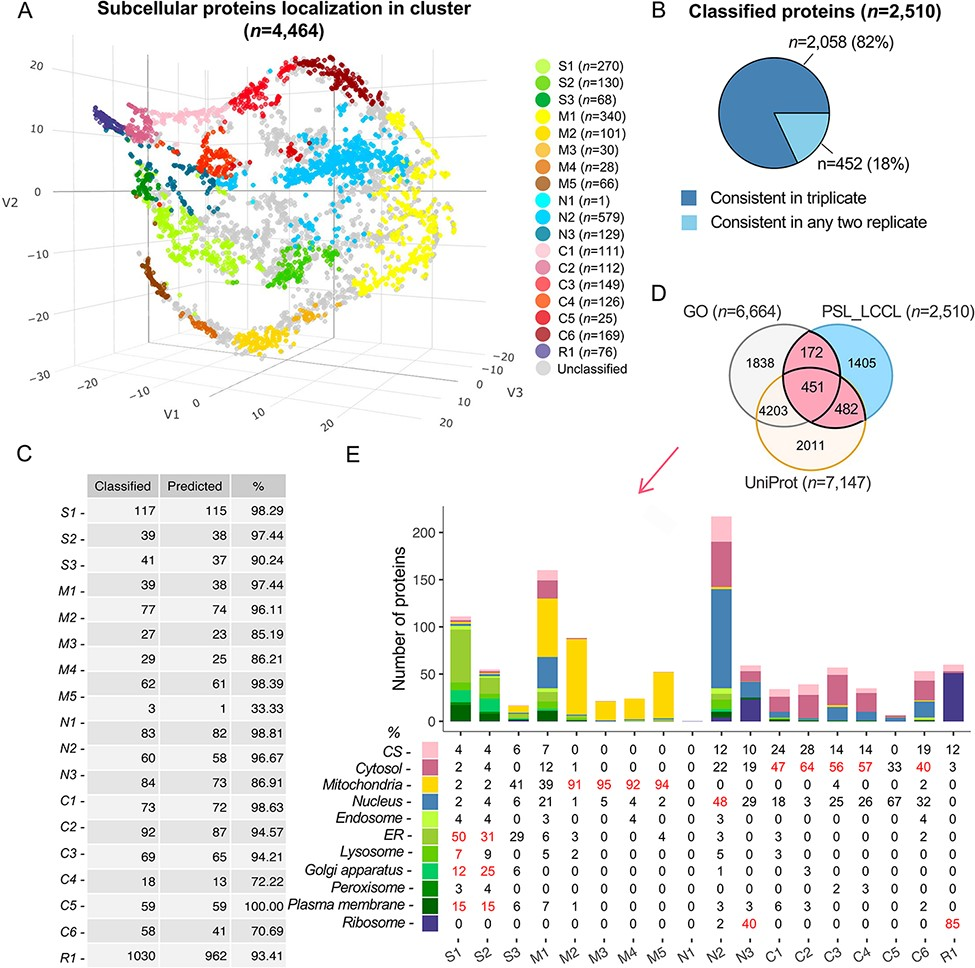 A
Subcellular proteins localization in cluster
(n=4,464)
20
10
0
V2
−10
−20
−30
−20
−10
V1
0
10
20
20
10
0
−10
−20
V3
S1 (n=270)
S2 (n=130)
S3 (n=68)
M1 (n=340)
M2 (n=101)
M3 (n=30)
M4 (n=28)
M5 (n=66)
N1 (n=1)
N2 (n=579)
N3 (n=129)
C1 (n=111)
C2 (n=112)
C3 (n=149)
C4 (n=126)
C5 (n=25)
C6 (n=169)
R1 (n=76)
Unclassified
B
Classified proteins (n=2,510)
n=2,058 (82%)
n=452 (18%)
Consistent in triplicate
Consistent in any two replicate
D
GO (n=6,664) PSL_LCCL (n=2,510)
1838 172 1405
451
4203 482
2011
UniProt (n=7,147)
C
Classified Predicted %
S1 - 117 115 98.29
S2 - 39 38 97.44
S3 - 41 37 90.24
M1 - 39 38 97.44
M2 - 77 74 96.11
M3 - 27 23 85.19
M4 - 29 25 86.21
M5 - 62 61 98.39
N1 - 3 1 33.33
N2 - 83 82 98.81
N3 - 60 58 96.67
C1 - 84 73 86.91
C2 - 73 72 98.63
C3 - 92 87 94.57
C4 - 69 65 94.21
C5 - 18 13 72.22
C6 - 59 59 100.00
R1 - 58 41 70.69
1030 962 93.41
E
Number of proteins
200
150
100
50
0
%
CS - 4 4 6 7 0 0 0 0 0 12 10 24 28 14 14 0 19 12
Cytosol - 2 4 0 12 1 0 0 0 0 22 19 47 64 56 57 33 40 3
Mitochondria - 2 2 41 39 91 95 92 94 0 1 0 0 0 4 0 0 2 0
Nucleus - 2 4 6 21 1 5 4 2 0 48 29 18 3 25 26 67 32 0
Endosome - 4 4 0 3 0 0 4 0 0 3 0 0 0 0 0 0 4 0
ER - 50 31 29 6 3 0 0 4 0 3 0 3 0 0 0 0 2 0
Lysosome - 7 9 0 5 2 0 0 0 0 5 0 3 0 0 0 0 0 0
Golgi apparatus - 12 25 6 0 0 0 0 0 0 1 0 0 3 0 0 0 0 0
Peroxisome - 3 4 0 0 0 0 0 0 0 0 0 0 0 2 3 0 0 0
Plasma membrane - 15 15 6 7 1 0 0 0 0 3 3 6 3 0 0 0 2 0
Ribosome - 0 0 0 0 0 0 0 0 0 2 40 0 0 0 0 0 0 85
S1 S2 S3 M1 M2 M3 M4 M5 N1 N2 N3 C1 C2 C3 C4 C5 C6 R1